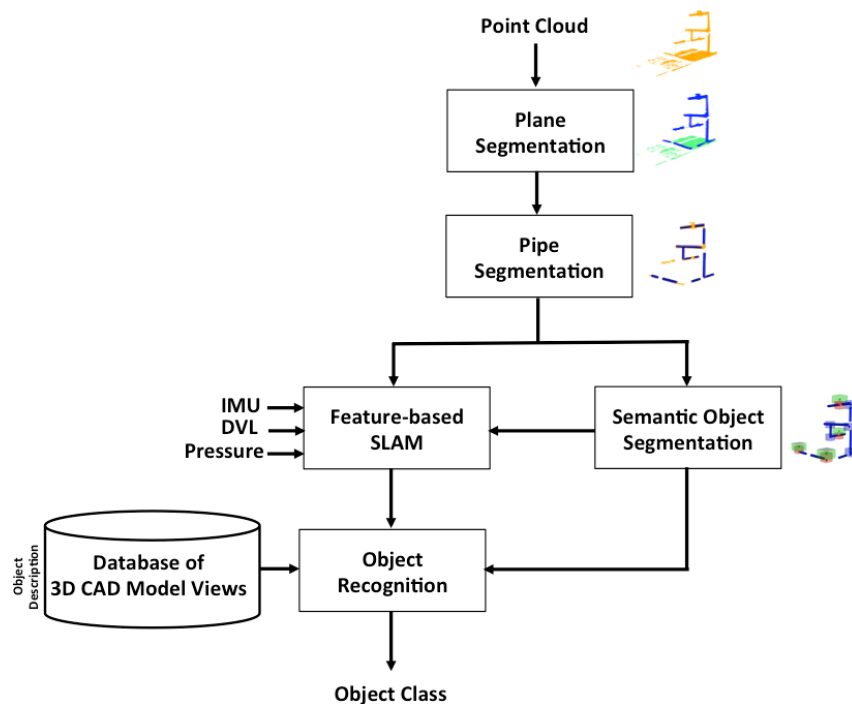 Point Cloud
Plane
Segmentation
Pipe
Segmentation
IMU
DVL
Pressure
Feature-based
SLAM
Semantic Object
Segmentation
Object
Description
Database of
3D CAD Model Views
Object
Recognition
Object Class